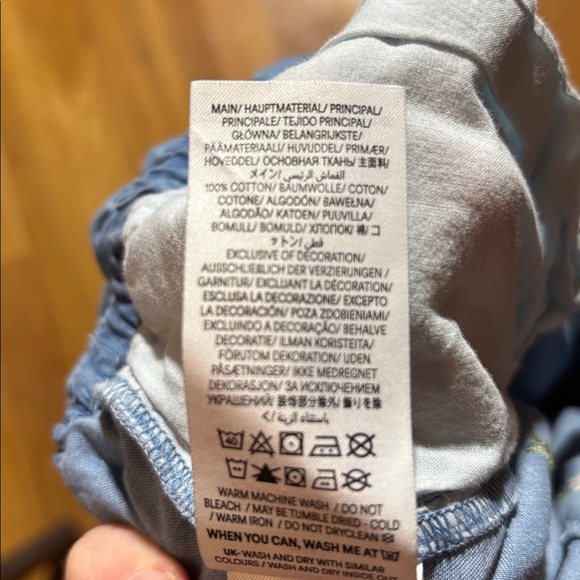 MAIN/ HAUPTMATERIAL/ PRINCIPAL/
PRINCIPALE/ TEJIDO PRINCIPAL/
GŁÓWNA/ BELANGRIJKSTE/
PÄÄMATERIAALI/ HUVUDDEL/ PRIMÆR/
HOVEDDEL/ ОСНОВНАЯ ТКАНЬ/ 主面料/
メイン/ القماش الرئيسي/
100% COTTON/ BAUMWOLLE/ COTON/
COTONE/ ALGODÓN/ BAWEŁNA/
ALGODÃO/ KATOEN/ PUUVILLA/
BOMULL/ BOMULD/ ХЛОПОК/ 棉/ コ
ットン/ قطن/
EXCLUSIVE OF DECORATION/
AUSSCHLIEßLICH DER VERZIERUNGEN/
GARNITUR/ EXCLUANT LA DÉCORATION/
ESCLUSA LA DECORAZIONE/ EXCEPTO
LA DECORACIÓN/ POZA ZDOBIENIAMI/
EXCLUINDO A DECORAÇÃO/ BEHALVE
DECORATIE/ ILMAN KORISTEITA/
FÖRUTOM DEKORATION/ UDEN
PÅSÆTNINGER/ IKKE MEDREGNET
DEKORASJON/ ЗА ИСКЛЮЧЕНИЕМ
УКРАШЕНИЙ/ 装饰部分除外/ 飾りを除
く/ باستثناء الزينة/
40
WARM MACHINE WASH / DO NOT
BLEACH / MAY BE TUMBLE DRIED - COLD
/ WARM IRON / DO NOT DRY CLEAN
WHEN YOU CAN, WASH ME AT
UK-WASH AND DRY WITH SIMILAR
COLOURS / WASH AND DRY INSIDE OUT